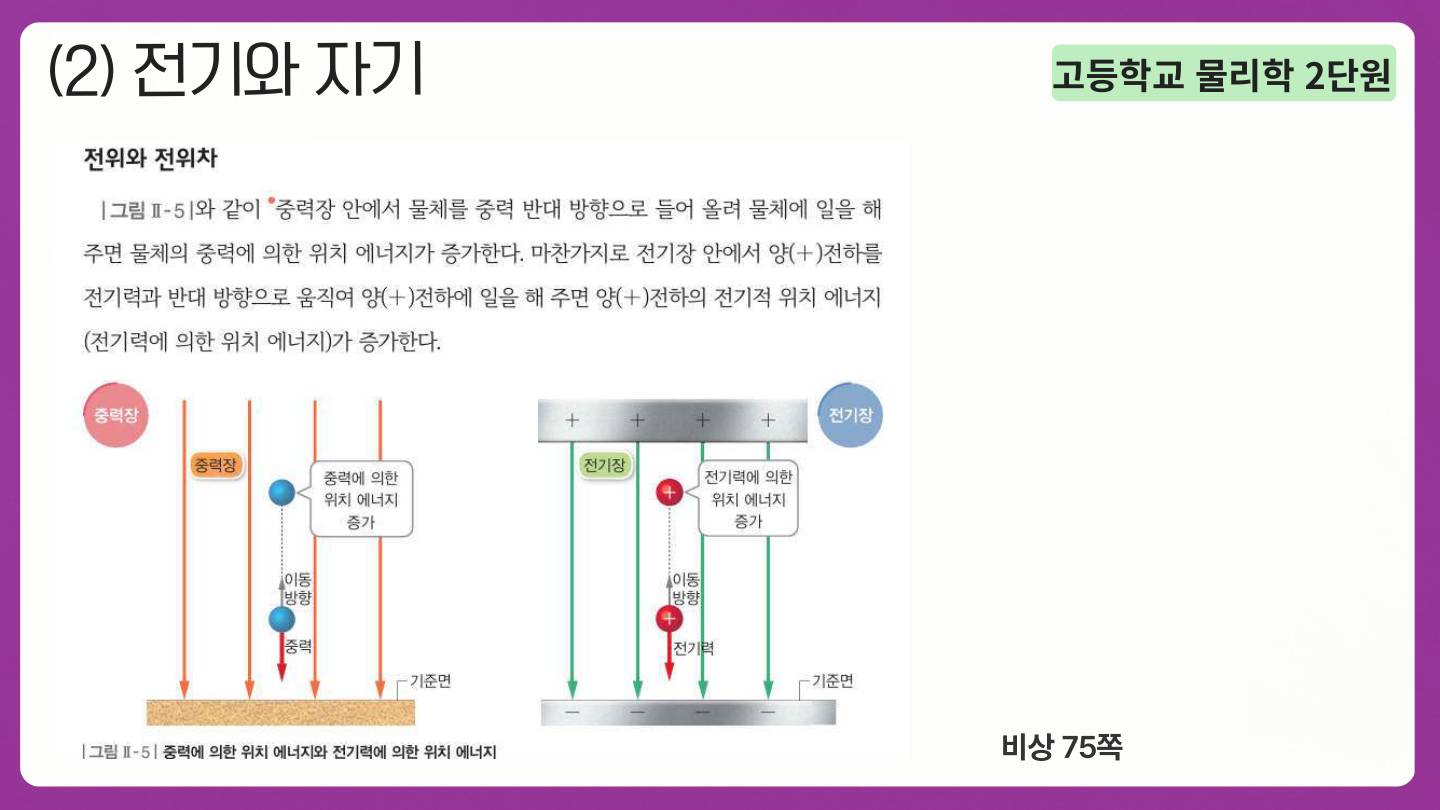 (2) 전기와 자기
고등학교 물리학 2단원
전위와 전위차
|그림 Ⅱ-5|와 같이 중력장 안에서 물체를 중력 반대 방향으로 들어 올려 물체에 일을 해
주면 물체의 중력에 의한 위치 에너지가 증가한다. 마찬가지로 전기장 안에서 양(+)전하를
전기력과 반대 방향으로 움직여 양(+)전하에 일을 해 주면 양(+)전하의 전기적 위치 에너지
(전기력에 의한 위치 에너지)가 증가한다.
중력장
중력장
중력에 의한
위치 에너지
증가
이동
방향
중력
기준면
+ + + +
전기장
전기장
+
전기력에 의한
위치 에너지
증가
이동
방향
+
전기력
기준면
− − − −
|그림 Ⅱ-5| 중력에 의한 위치 에너지와 전기력에 의한 위치 에너지
비상 75쪽